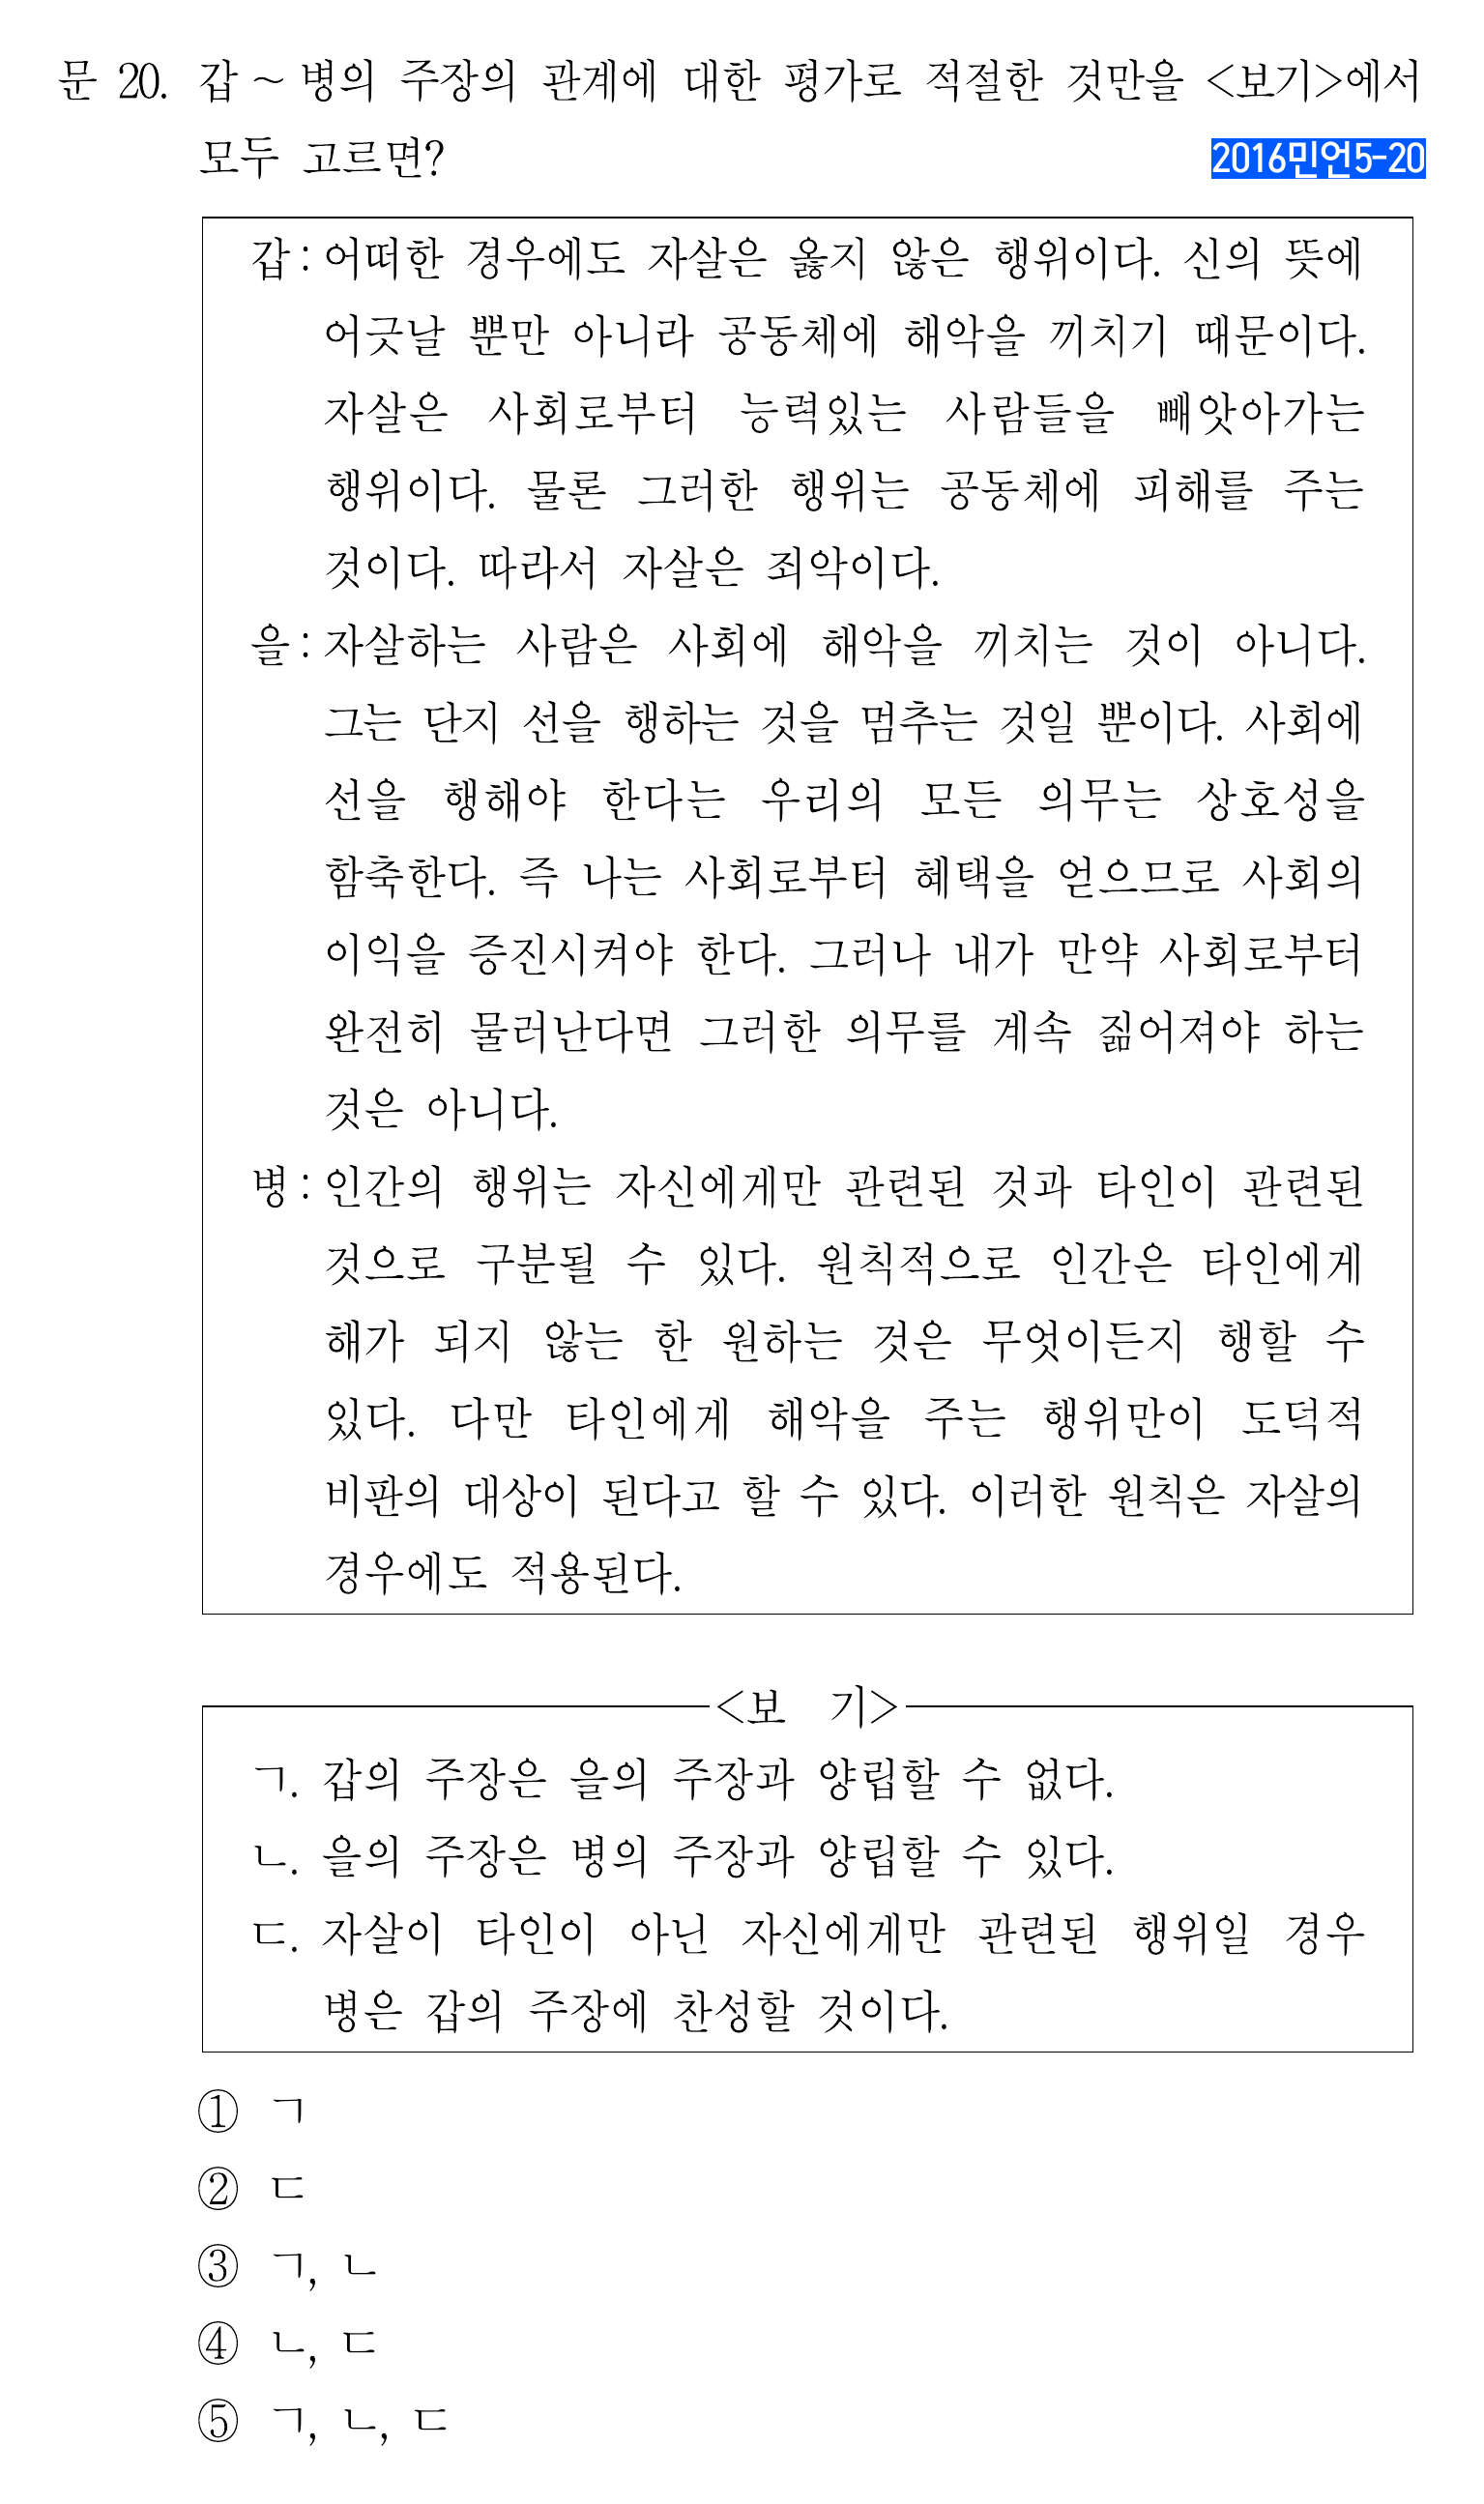 문 20. 갑 ~ 병의 주장의 관계에 대한 평가로 적절한 것만을 <보기>에서
모두 고르면?
2016민언5-20
갑 : 어떠한 경우에도 자살은 옳지 않은 행위이다. 신의 뜻에
어긋날 뿐만 아니라 공동체에 해악을 끼치기 때문이다.
자살은 사회로부터 능력있는 사람들을 빼앗아가는
행위이다. 물론 그러한 행위는 공동체에 피해를 주는
것이다. 따라서 자살은 죄악이다.
을 : 자살하는 사람은 사회에 해악을 끼치는 것이 아니다.
그는 단지 선을 행하는 것을 멈추는 것일 뿐이다. 사회에
선을 행해야 한다는 우리의 모든 의무는 상호성을
함축한다. 즉 나는 사회로부터 혜택을 얻으므로 사회의
이익을 증진시켜야 한다. 그러나 내가 만약 사회로부터
완전히 물러난다면 그러한 의무를 계속 짊어져야 하는
것은 아니다.
병 : 인간의 행위는 자신에게만 관련된 것과 타인이 관련된
것으로 구분될 수 있다. 원칙적으로 인간은 타인에게
해가 되지 않는 한 원하는 것은 무엇이든지 행할 수
있다. 다만 타인에게 해악을 주는 행위만이 도덕적
비판의 대상이 된다고 할 수 있다. 이러한 원칙은 자살의
경우에도 적용된다.
<보 기>
ㄱ. 갑의 주장은 을의 주장과 양립할 수 없다.
ㄴ. 을의 주장은 병의 주장과 양립할 수 있다.
ㄷ. 자살이 타인이 아닌 자신에게만 관련된 행위일 경우
병은 갑의 주장에 찬성할 것이다.
① ㄱ
② ㄷ
③ ㄱ, ㄴ
④ ㄴ, ㄷ
⑤ ㄱ, ㄴ, ㄷ